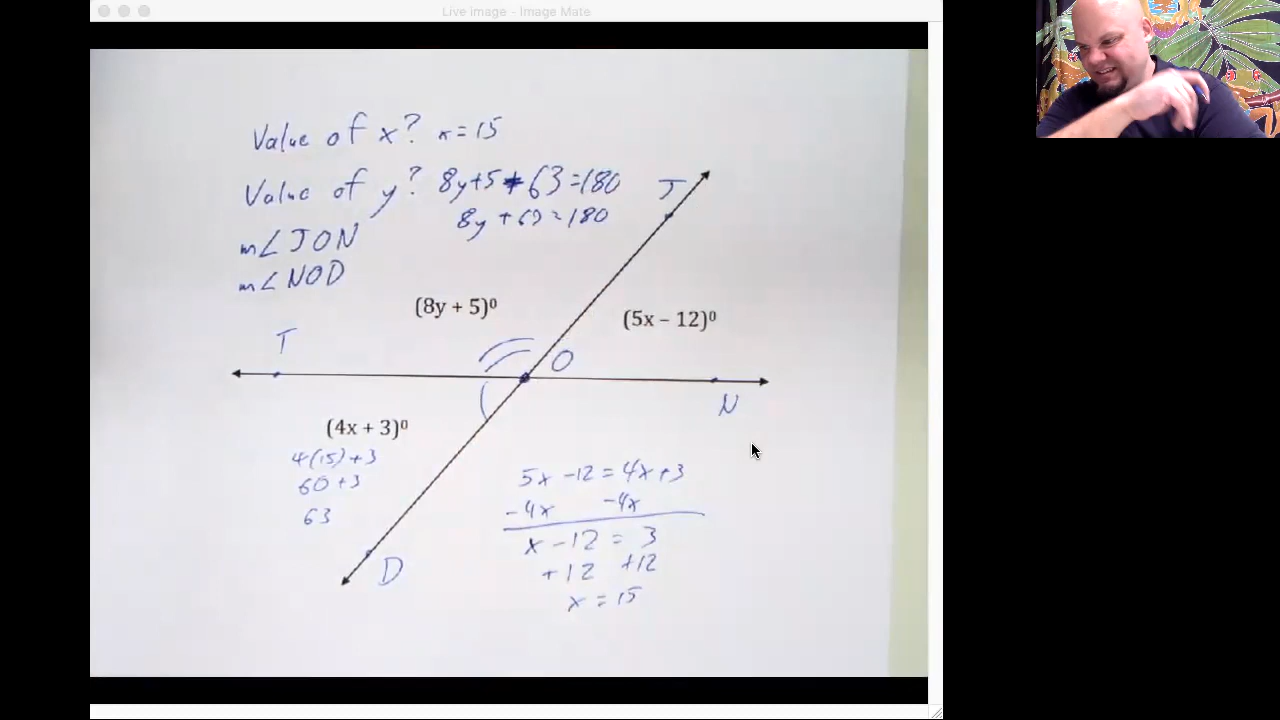 Live image - Image Mate
Value of x? x=15
Value of y? 8y+5+63=180
8y + 69=180
m∠JON
m∠NOD
J
(8y + 5)⁰
(5x – 12)⁰
T
O
N
(4x + 3)⁰
4(15)+3
60+3
63
D
5x -12 = 4x+3
-4x -4x
x -12 = 3
+12 +12
x = 15